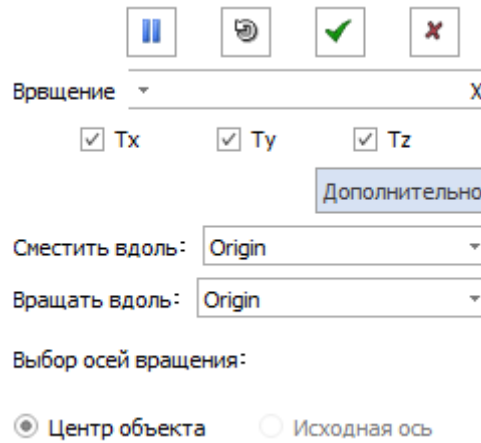 Врвщение X
Tx Ty Tz
Дополнительно
Сместить вдоль: Origin
Вращать вдоль: Origin
Выбор осей вращения:
Центр объекта Исходная ось